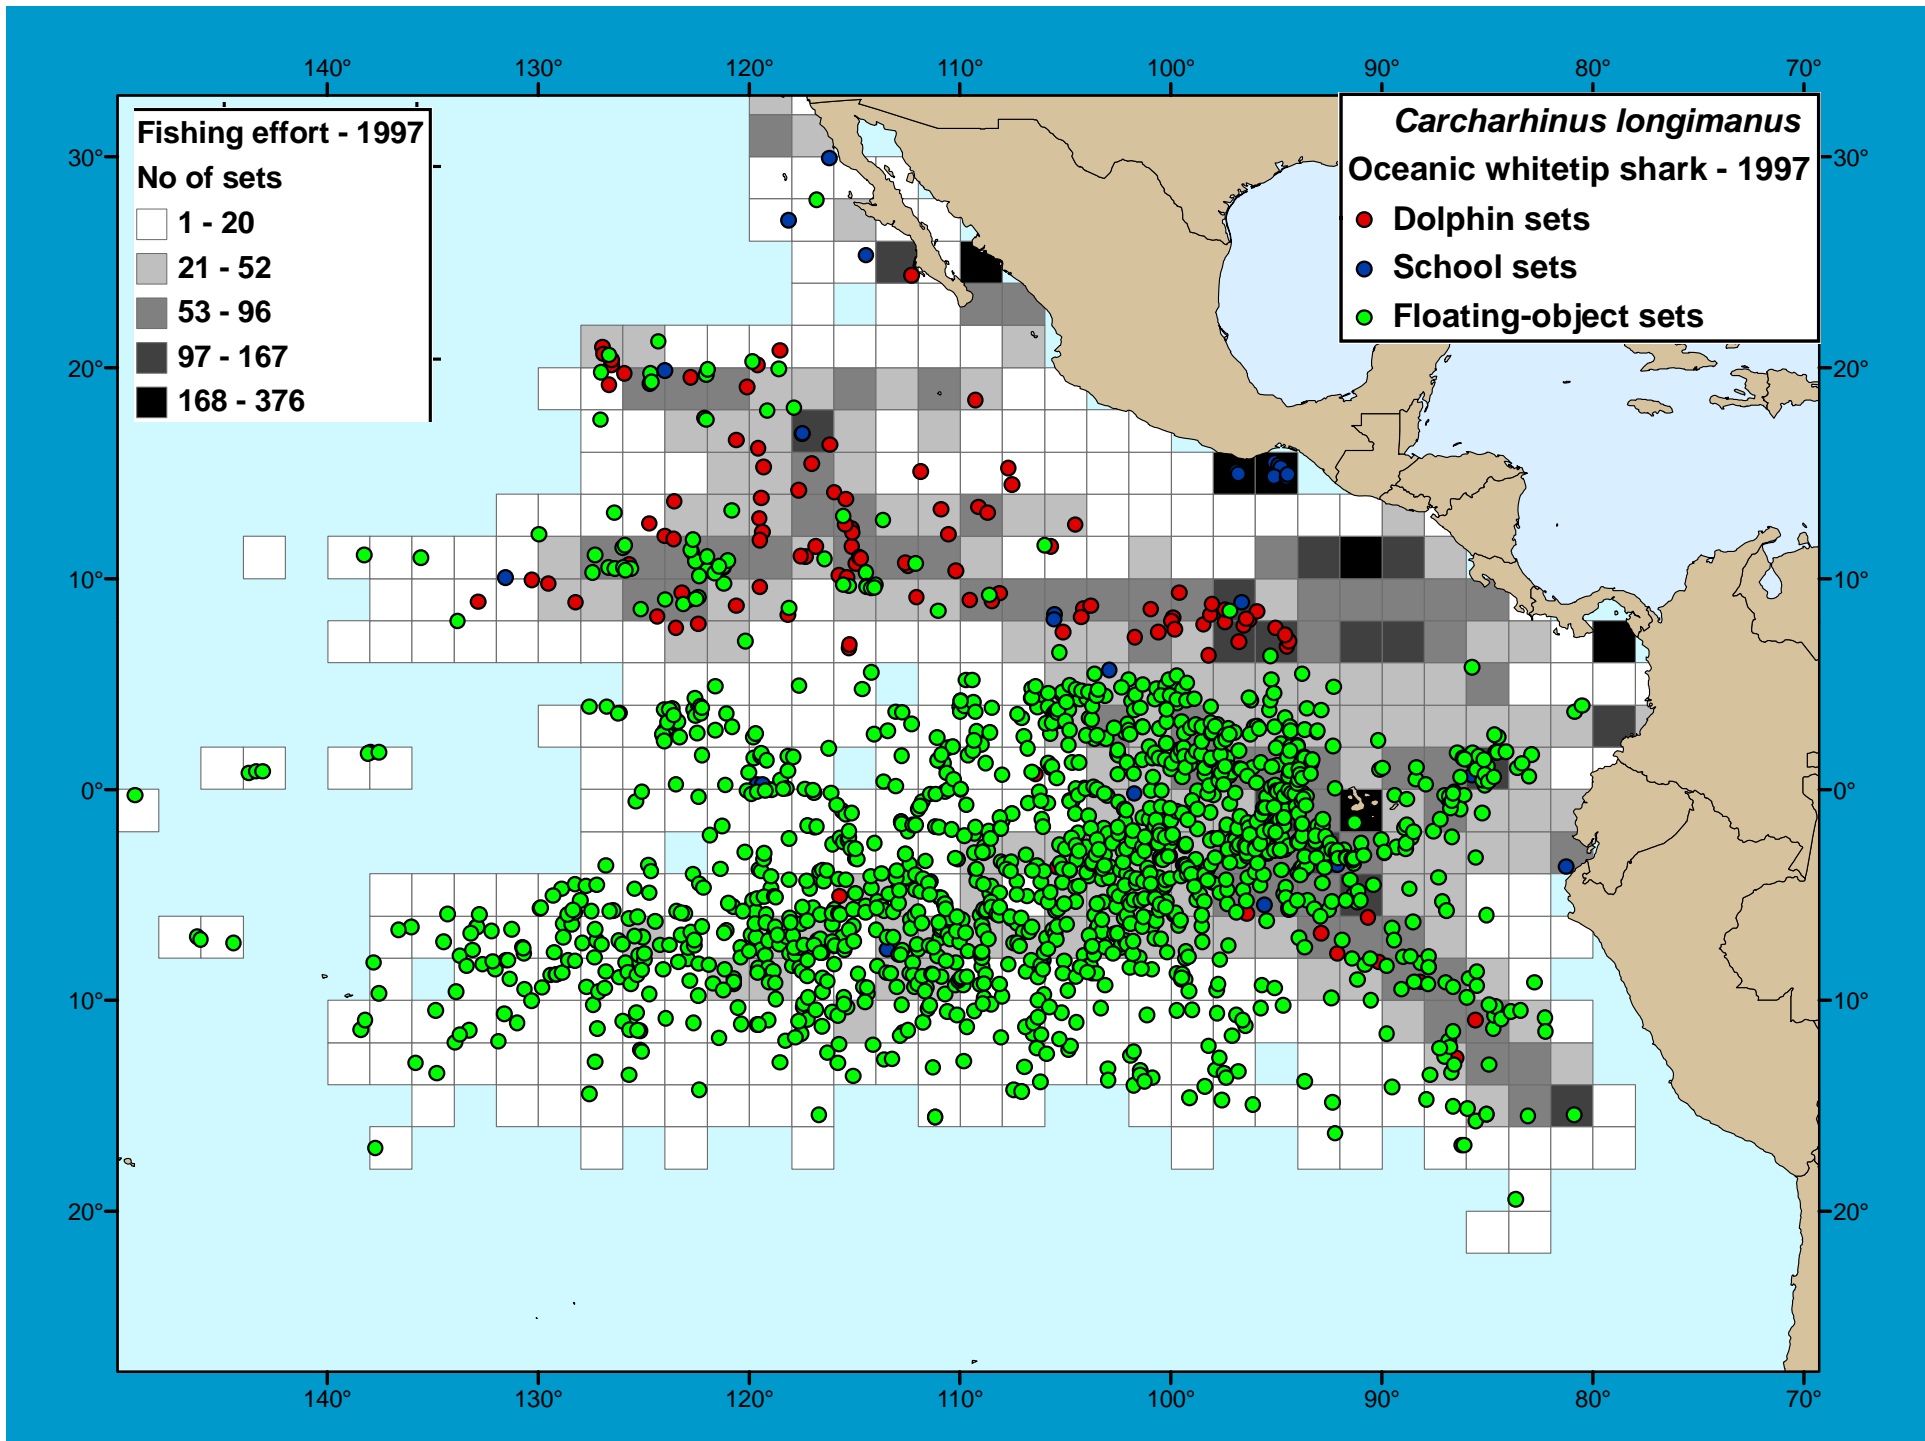 140° 130° 120° 110° 100° 90° 80° 70°
Fishing effort - 1997
No of sets
1 - 20
21 - 52
53 - 96
97 - 167
168 - 376
Carcharhinus longimanus
Oceanic whitetip shark - 1997
Dolphin sets
School sets
Floating-object sets
30° 30°
20° 20°
10° 10°
0° 0°
10° 10°
20° 20°
140° 130° 120° 110° 100° 90° 80° 70°